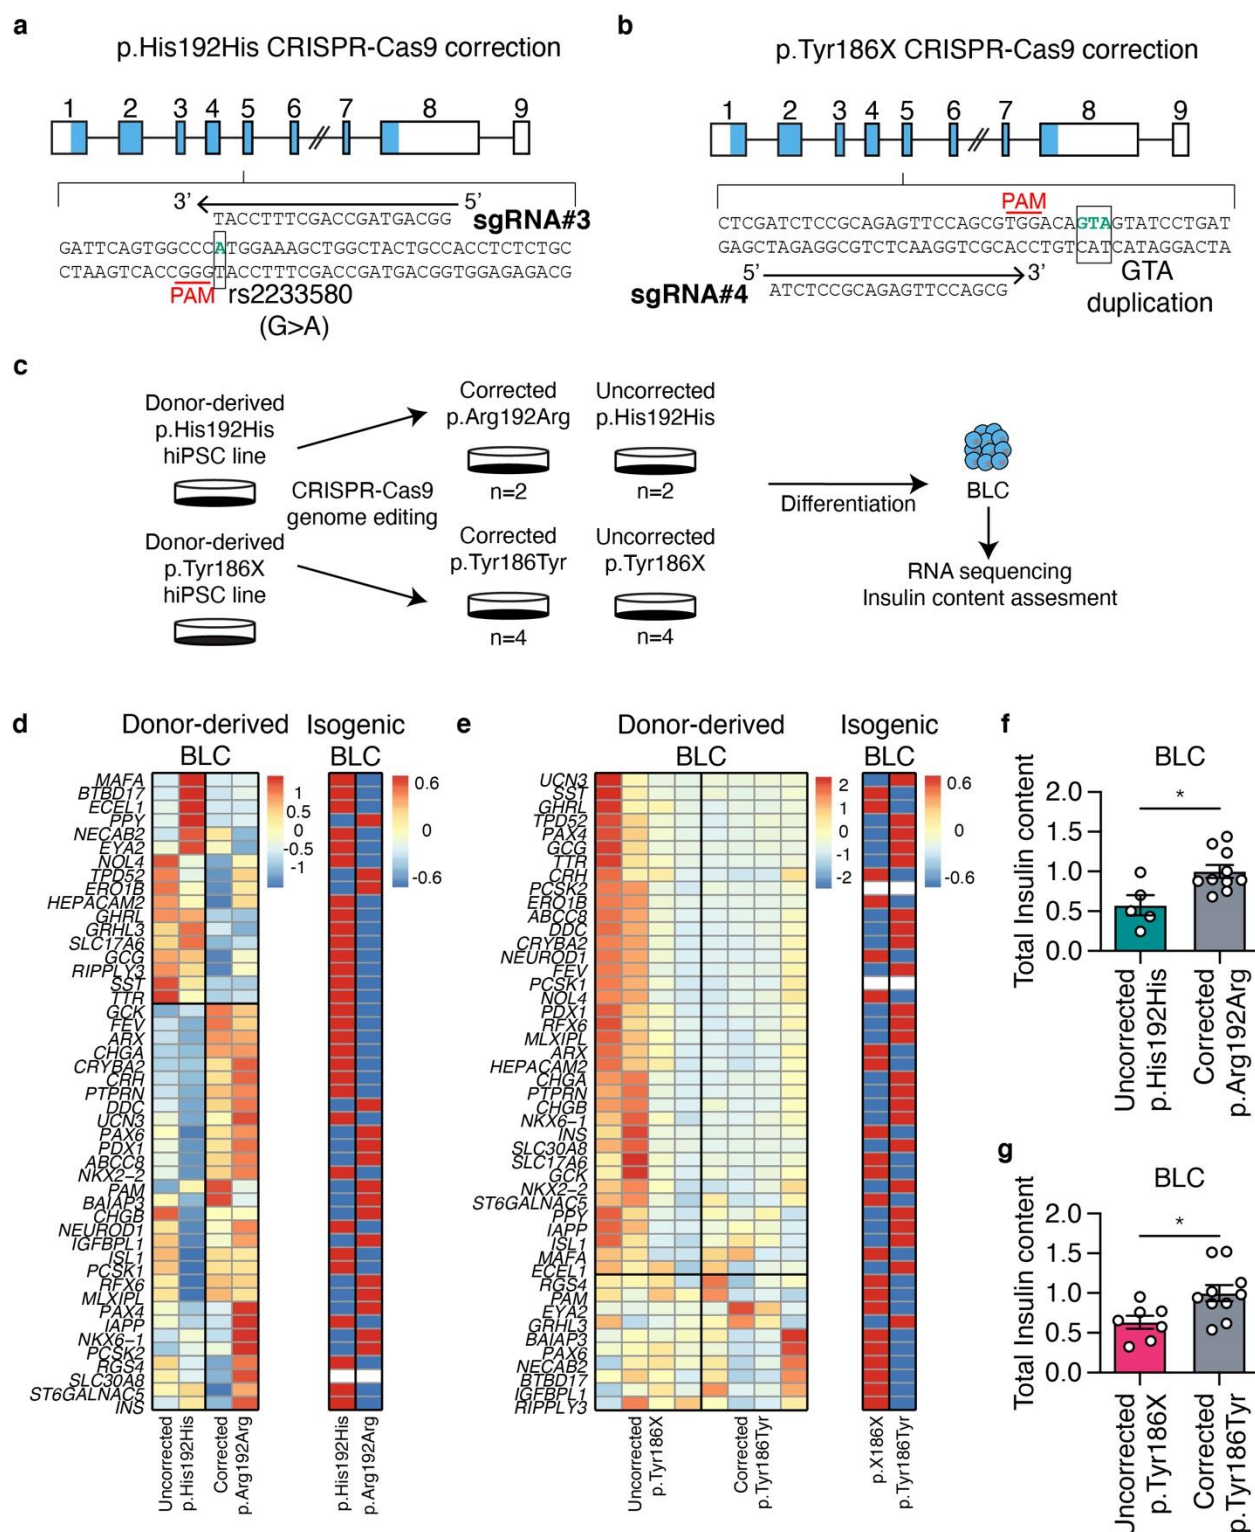 a
p.His192His CRISPR-Cas9 correction
1 2 3 4 5 6 7 8 9
3’ 5’
TACCTTTCGACCGATGACGG sgRNA#3
GATTCAGTGGCCCATGGAAAGCTGGCTACTGCCACCTCTCTGC
CTAAGTCACCGGGTACCTTTCGACCGATGACGGTGGAGAGACG
PAM rs2233580
(G>A)
b
p.Tyr186X CRISPR-Cas9 correction
1 2 3 4 5 6 7 8 9
PAM
CTCGATCTCCGCAGAGTTCCAGCGTGGACAGTAGTATCCTGAT
GAGCTAGAGGCGTCTCAAGGTCGCACCTGTCATCATAGGACTA
5’ 3’ GTA
sgRNA#4 ATCTCCGCAGAGTTCCAGCG duplication
c
Donor-derived
p.His192His
hiPSC line
Donor-derived
p.Tyr186X
hiPSC line
CRISPR-Cas9
genome editing
Corrected
p.Arg192Arg
n=2
Uncorrected
p.His192His
n=2
Corrected
p.Tyr186Tyr
n=4
Uncorrected
p.Tyr186X
n=4
Differentiation
BLC
RNA sequencing
Insulin content assesment
d
Donor-derived
BLC
Isogenic
BLC
MAFA
BTBD17
ECEL1
PPY
NECAB2
EYA2
NOL4
TPD52
ERO1B
HEPACAM2
GHRL
GRHL3
SLC17A6
GCG
RIPPLY3
SST
TTR
GCK
FEV
ARX
CHGA
CRYBA2
CRH
PTPRN
DDC
UCN3
PAX6
PDX1
ABCC8
NKX2−2
PAM
BAIAP3
CHGB
NEUROD1
IGFBPL1
ISL1
PCSK1
RFX6
MLXIPL
PAX4
IAPP
NKX6−1
PCSK2
RGS4
SLC30A8
ST6GALNAC5
INS
1
0
-0.5
-1
0.6
0
-0.6
Uncorrected
p.His192His
Corrected
p.Arg192Arg
p.His192His
p.Arg192Arg
e
Donor-derived
BLC
Isogenic
BLC
UCN3
SST
GHRL
TPD52
PAX4
GCG
TTR
CRH
PCSK2
ERO1B
ABCC8
DDC
CRYBA2
NEUROD1
FEV
PCSK1
NOL4
PDX1
RFX6
MLXIPL
ARX
HEPACAM2
CHGA
PTPRN
CHGB
NKX6−1
INS
SLC30A8
SLC17A6
GCK
NKX2−2
ST6GALNAC5
PPY
IAPP
ISL1
MAFA
ECEL1
RGS4
PAM
EYA2
GRHL3
BAIAP3
PAX6
NECAB2
BTBD17
IGFBPL1
RIPPLY3
2
1
0
-1
-2
0.6
0
-0.6
Uncorrected
p.Tyr186X
Corrected
p.Tyr186Tyr
p.X186X
p.Tyr186Tyr
f
BLC
Total Insulin content
2.0
1.5
1.0
0.5
0.0
*
Uncorrected
p.His192His
Corrected
p.Arg192Arg
g
BLC
Total Insulin content
2.0
1.5
1.0
0.5
0.0
*
Uncorrected
p.Tyr186X
Corrected
p.Tyr186Tyr